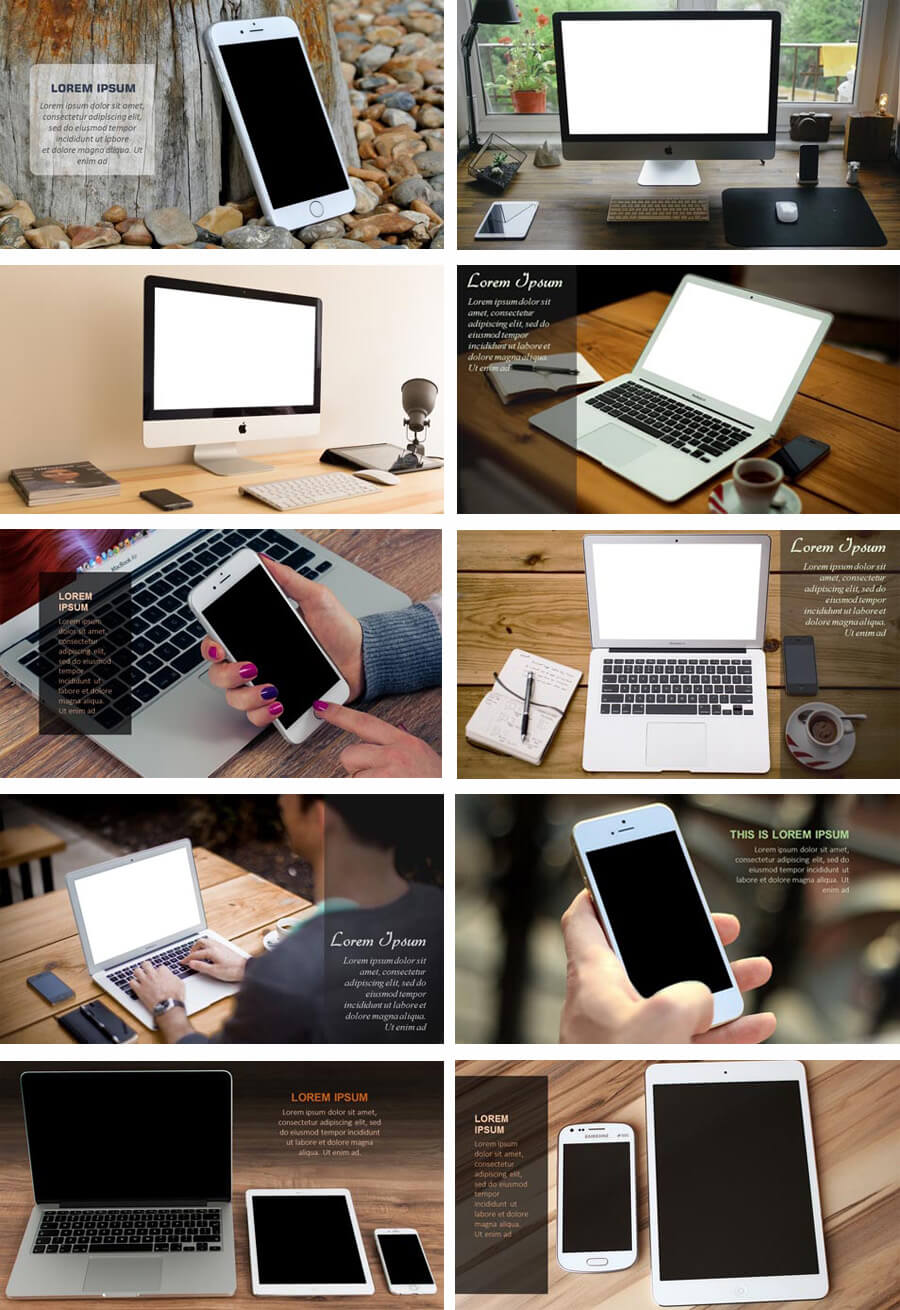 LOREM IPSUM
Lorem ipsum dolor sit amet,
consectetur adipiscing elit,
sed do eiusmod tempor
incididunt ut labore
et dolore magna aliqua. Ut
enim ad
Lorem Ipsum
Lorem ipsum dolor sit
amet, consectetur
adipiscing elit, sed do
eiusmod tempor
incididunt ut labore et
dolore magna aliqua.
Ut enim ad
LOREM
IPSUM
Lorem ipsum
dolor sit amet,
consectetur
adipiscing elit,
sed do eiusmod
tempor
incididunt ut
labore et dolore
magna aliqua.
Ut enim ad
MacBook Air
Lorem Ipsum
Lorem ipsum dolor sit
amet, consectetur
adipiscing elit, sed do
eiusmod tempor
incididunt ut labore et
dolore magna aliqua.
Ut enim ad
Lorem Ipsum
Lorem ipsum dolor sit
amet, consectetur
adipiscing elit, sed do
eiusmod tempor
incididunt ut labore et
dolore magna aliqua.
Ut enim ad
THIS IS LOREM IPSUM
Lorem ipsum dolor sit amet,
consectetur adipiscing elit, sed
do eiusmod tempor incididunt ut
labore et dolore magna aliqua. Ut
enim ad
LOREM IPSUM
Lorem ipsum dolor sit amet,
consectetur adipiscing elit, sed
do eiusmod tempor incididunt
ut labore et dolore magna
aliqua. Ut enim ad.
LOREM
IPSUM
Lorem ipsum
dolor sit amet,
consectetur
adipiscing elit,
sed do eiusmod
tempor
incididunt ut
labore et dolore
magna aliqua.
Ut enim ad
SAMSUNG